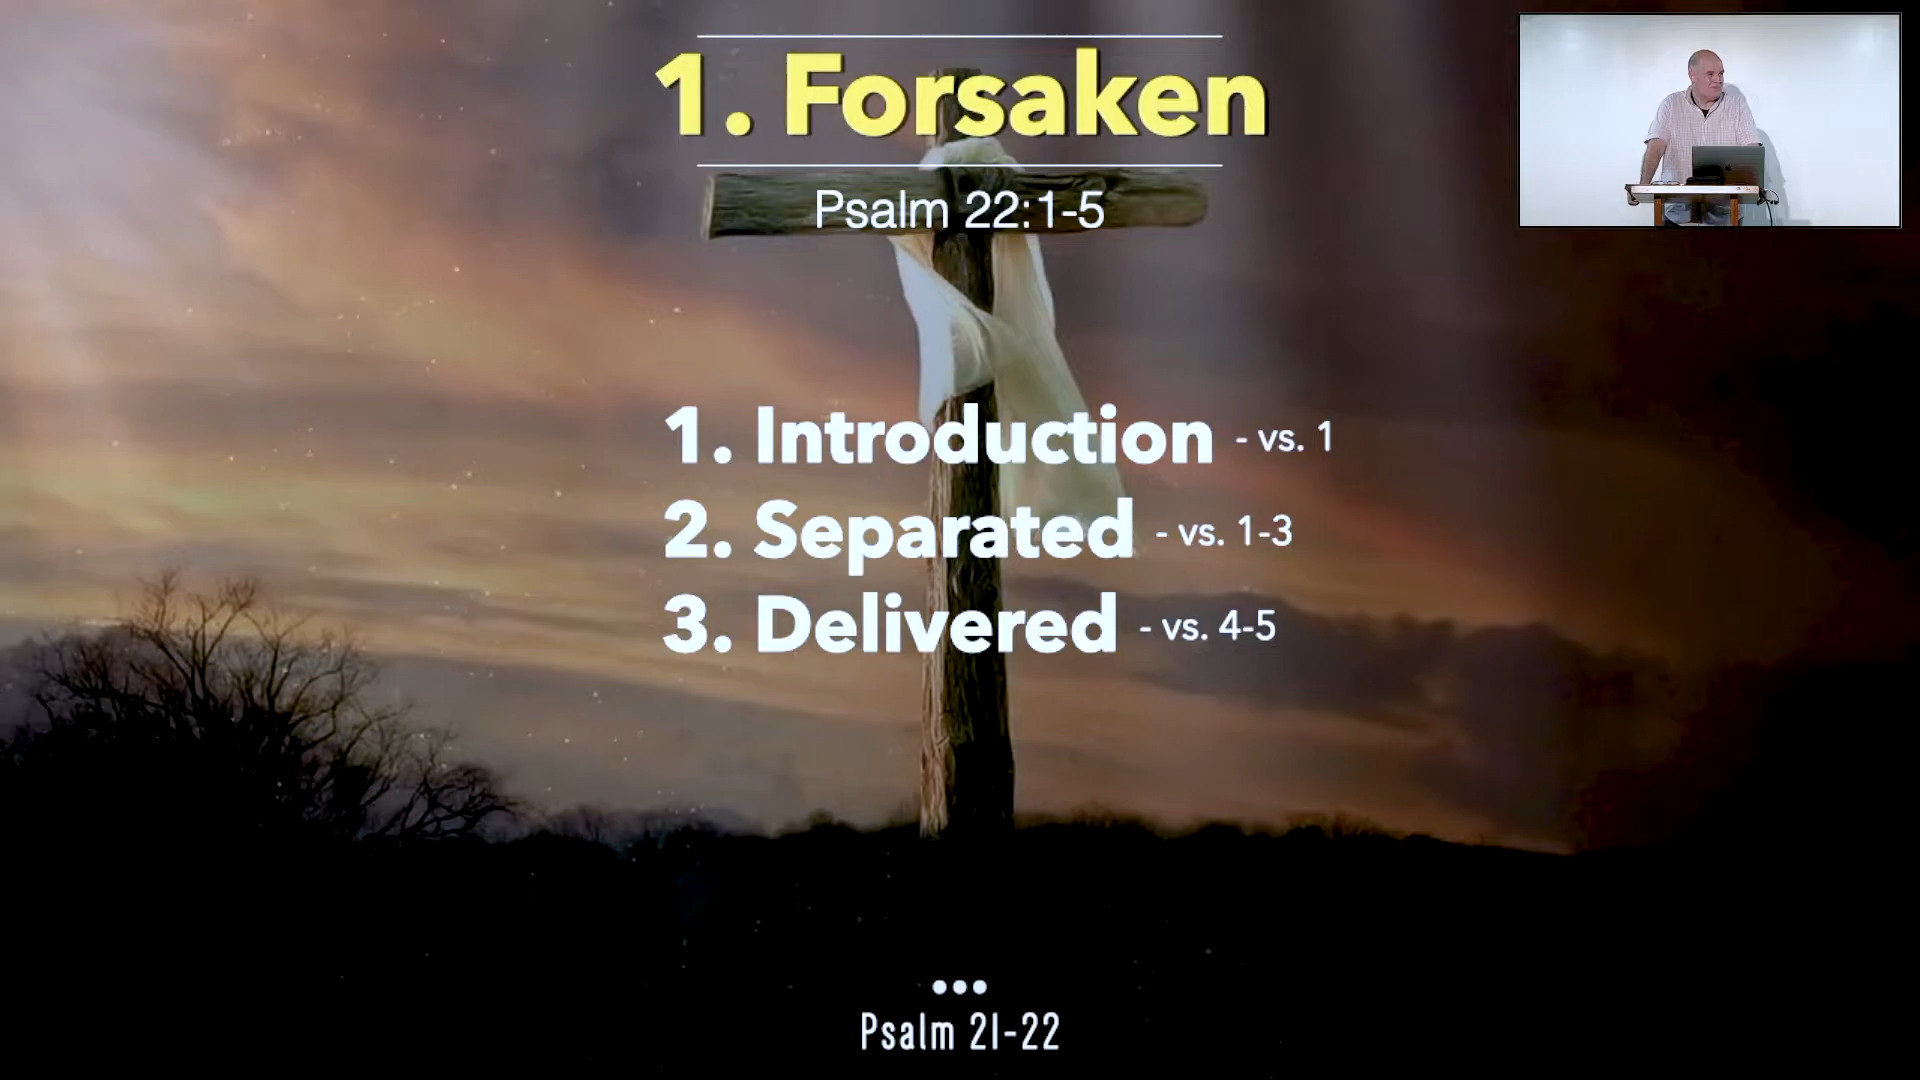 1. Forsaken
Psalm 22:1-5
1. Introduction - vs. 1
2. Separated - vs. 1-3
3. Delivered - vs. 4-5
Psalm 21-22